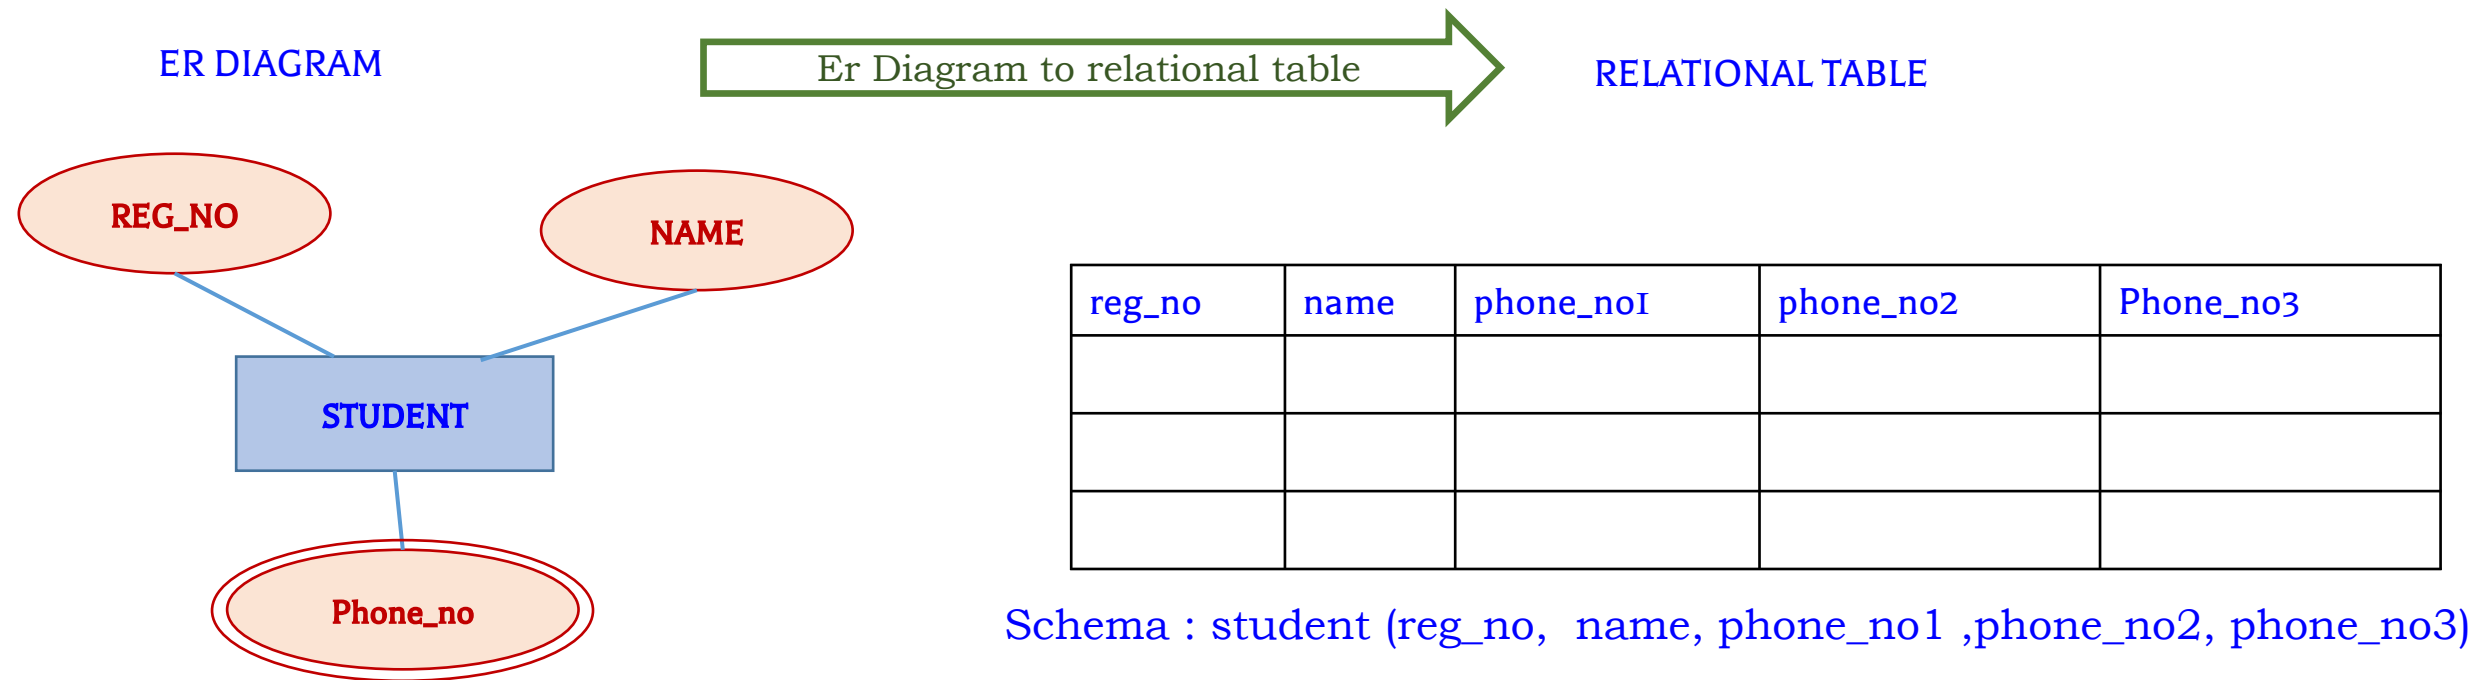 ER DIAGRAM
Er Diagram to relational table
RELATIONAL TABLE
REG_NO
NAME
STUDENT
Phone_no
reg_no name phone_no1 phone_no2 Phone_no3
Schema : student (reg_no, name, phone_no1 ,phone_no2, phone_no3)